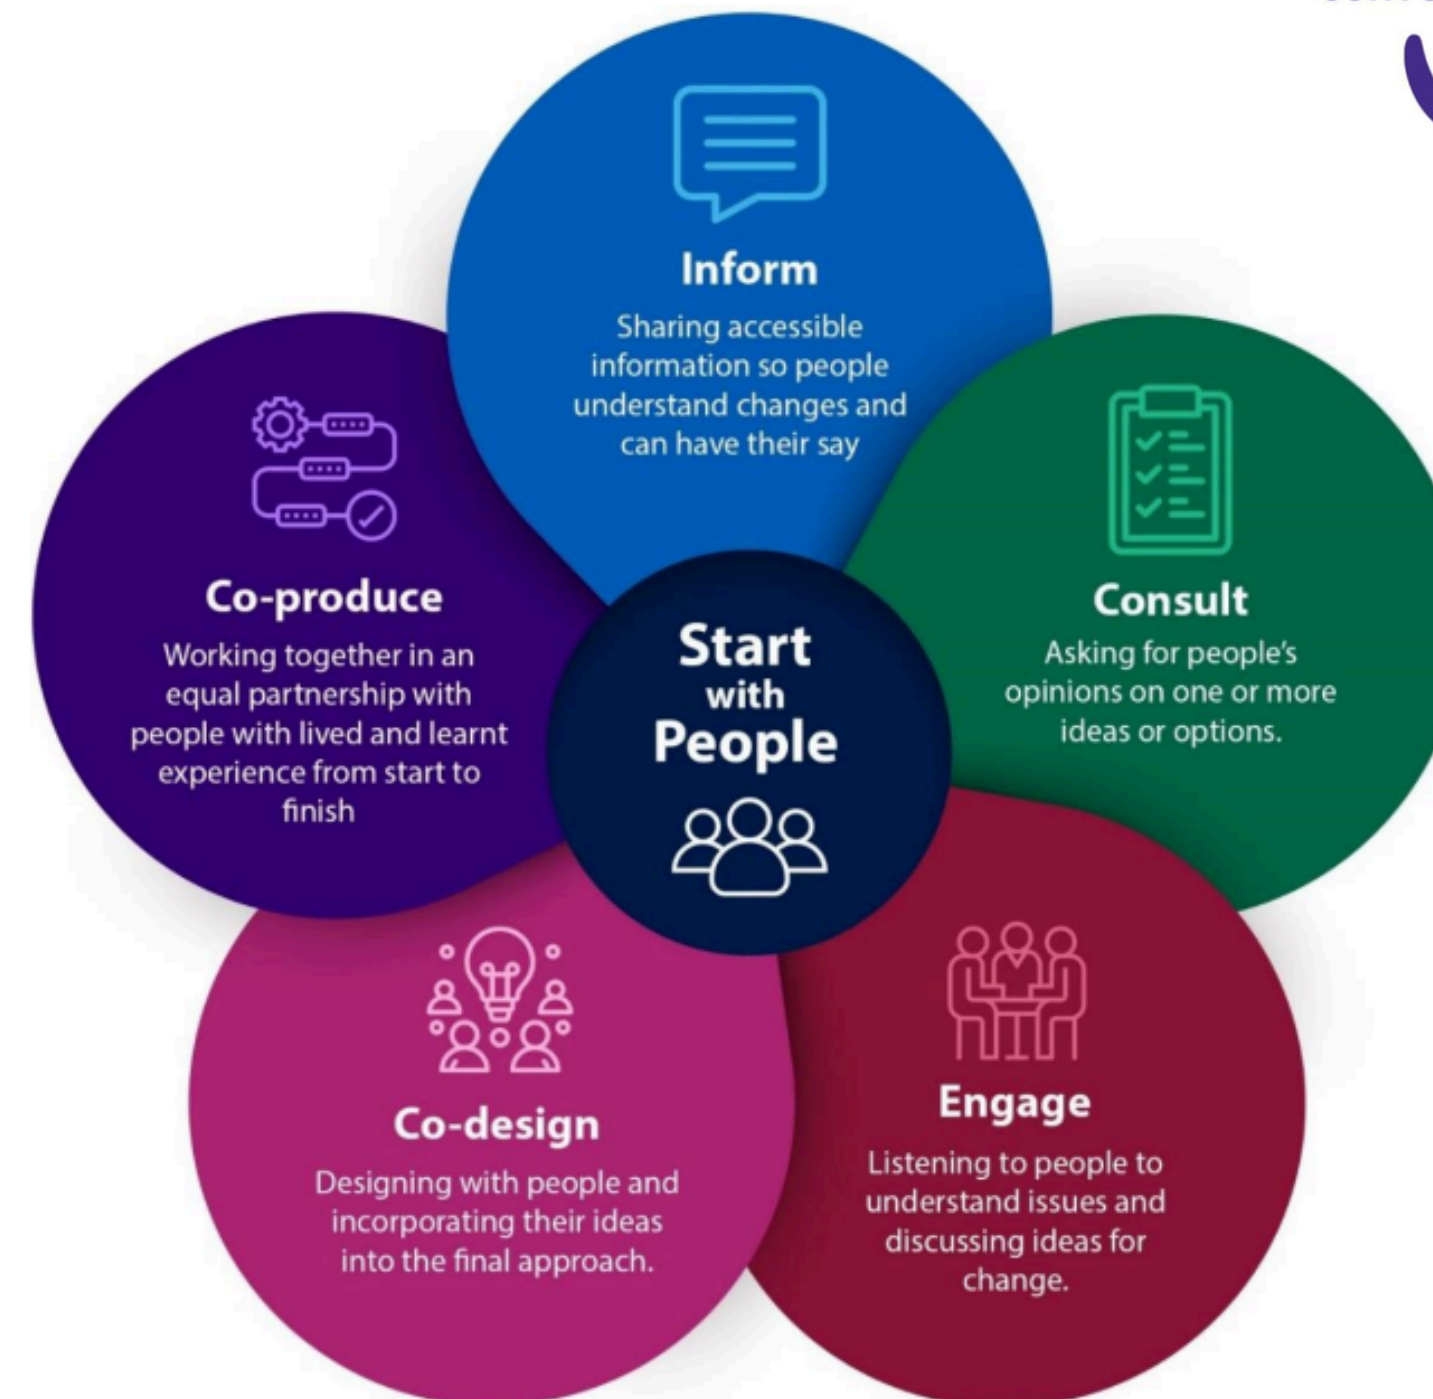 Inform
Sharing accessible
information so people
understand changes and
can have their say
Consult
Asking for people's
opinions on one or more
ideas or options.
Engage
Listening to people to
understand issues and
discussing ideas for
change.
Co-design
Designing with people and
incorporating their ideas
into the final approach.
Co-produce
Working together in an
equal partnership with
people with lived and learnt
experience from start to
finish
Start
with
People